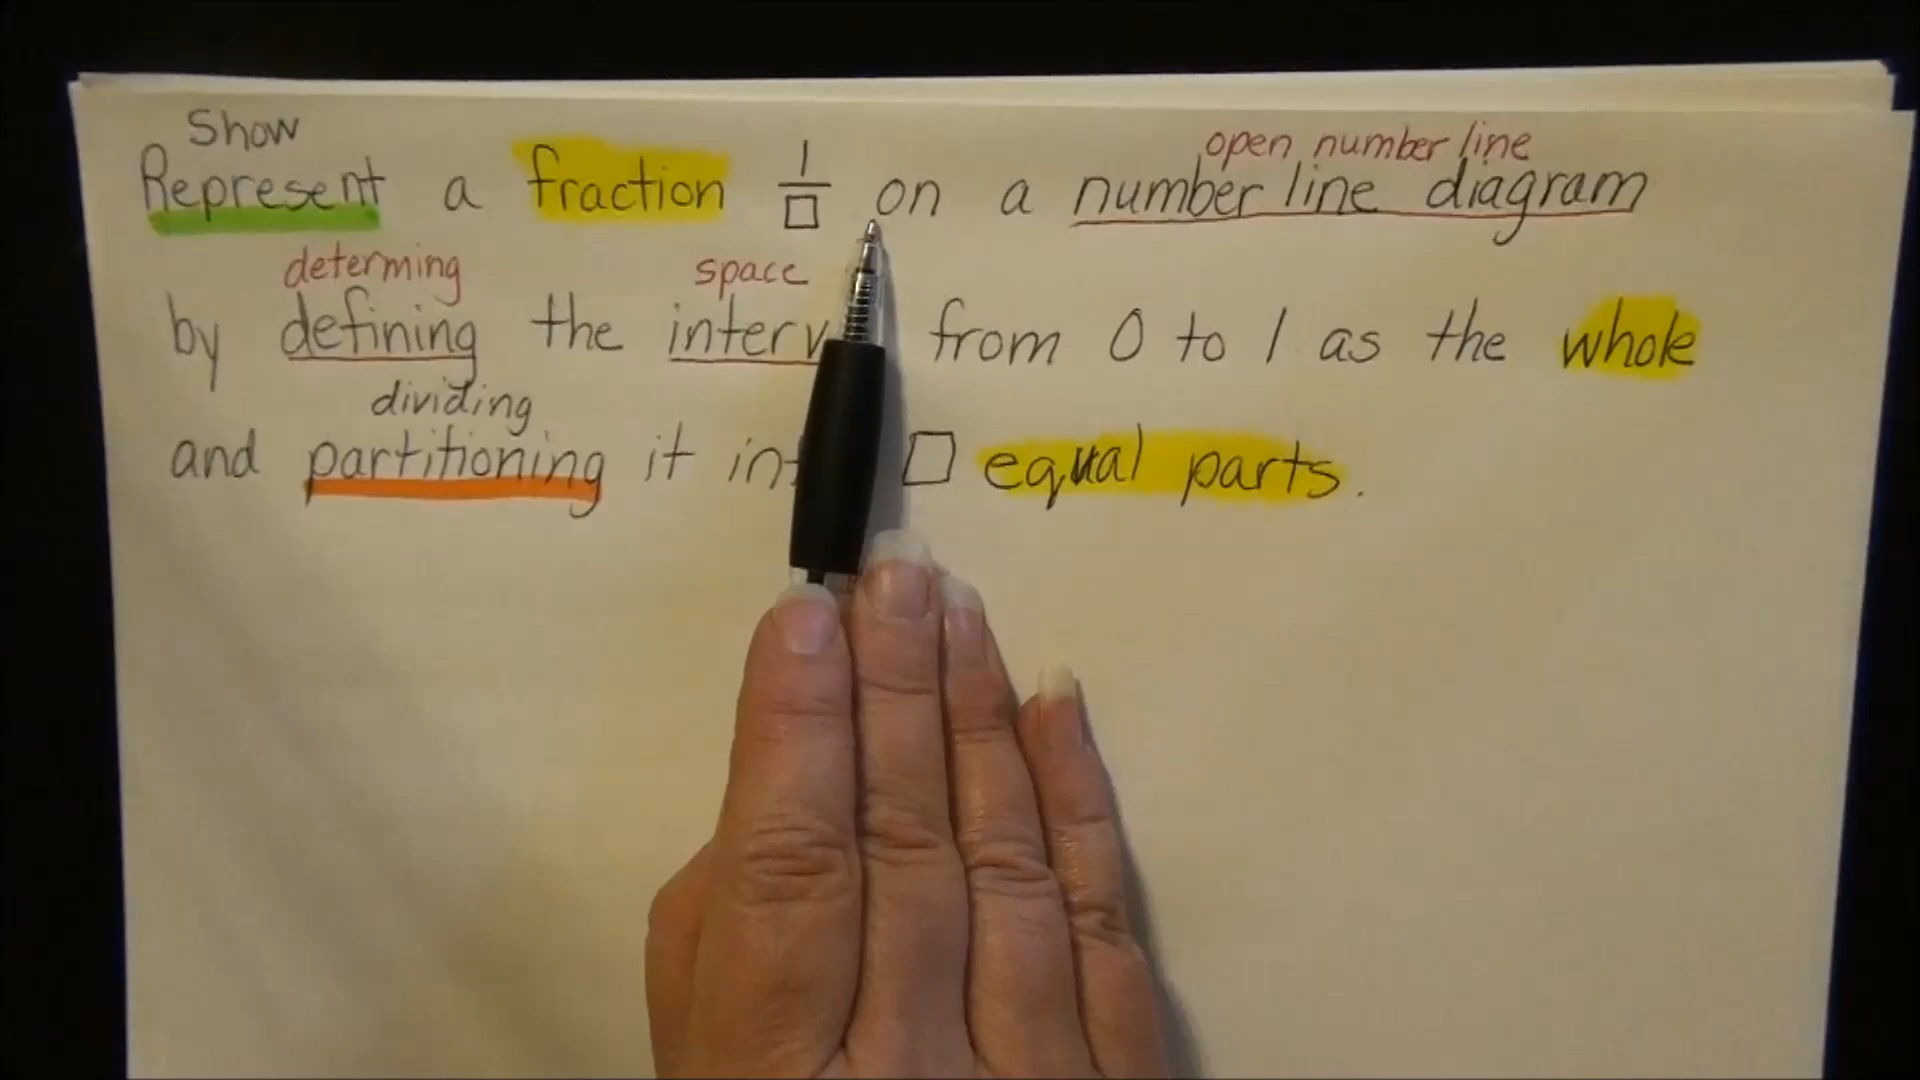 Show
Represent a fraction 1/□ on a number line diagram
open number line
determing space
by defining the interv from 0 to 1 as the whole
dividing
and partitioning it int □ equal parts.